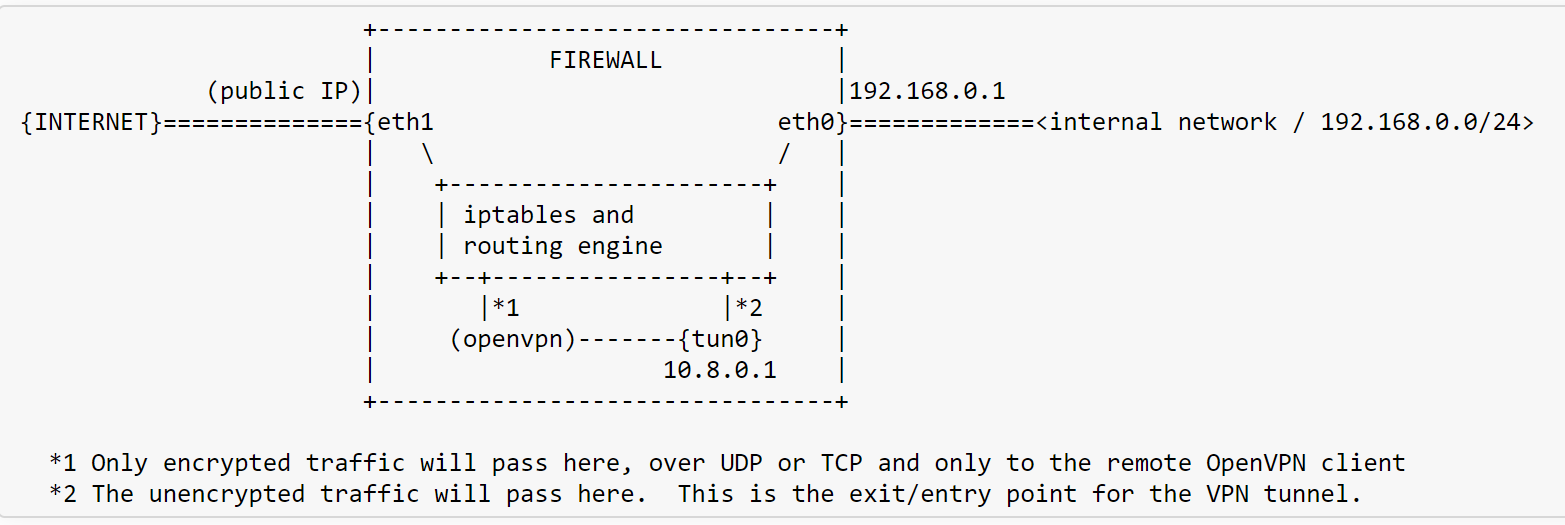 +--------------------------------+
| FIREWALL |
(public IP)| |192.168.0.1
{INTERNET}=============={eth1 eth0}=============<internal network / 192.168.0.0/24>
| \ / |
| +----------------------+ |
| | iptables and | |
| | routing engine | |
| +--+----------------+--+ |
| |*1 |*2 |
| (openvpn)-------{tun0} |
| 10.8.0.1 |
+--------------------------------+
*1 Only encrypted traffic will pass here, over UDP or TCP and only to the remote OpenVPN client
*2 The unencrypted traffic will pass here.  This is the exit/entry point for the VPN tunnel.